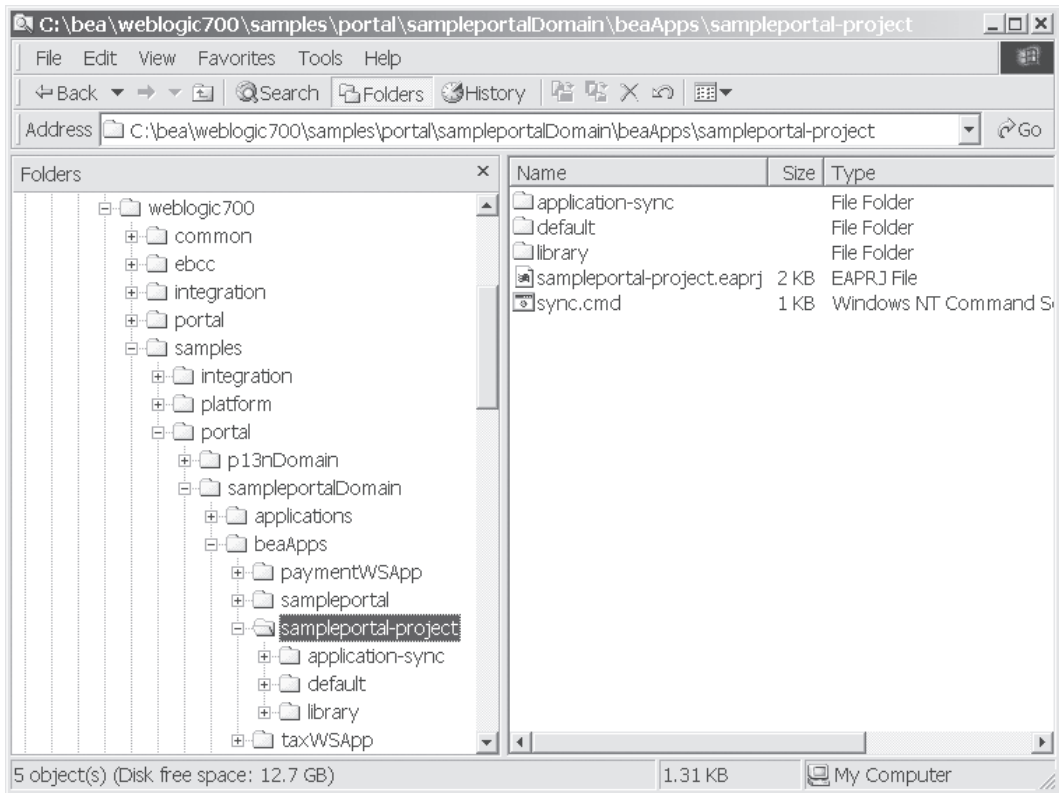 C:\bea\weblogic700\samples\portal\sampleportalDomain\beaApps\sampleportal-project
File Edit View Favorites Tools Help
Back Search Folders History
Address C:\bea\weblogic700\samples\portal\sampleportalDomain\beaApps\sampleportal-project Go
Folders
weblogic700
common
ebcc
integration
portal
samples
integration
platform
portal
p13nDomain
sampleportalDomain
applications
beaApps
paymentWSApp
sampleportal
sampleportal-project
application-sync
default
library
taxWSApp
Name Size Type
application-sync File Folder
default File Folder
library File Folder
sampleportal-project.eaprj 2 KB EAPRJ File
sync.cmd 1 KB Windows NT Command S
5 object(s) (Disk free space: 12.7 GB) 1.31 KB My Computer